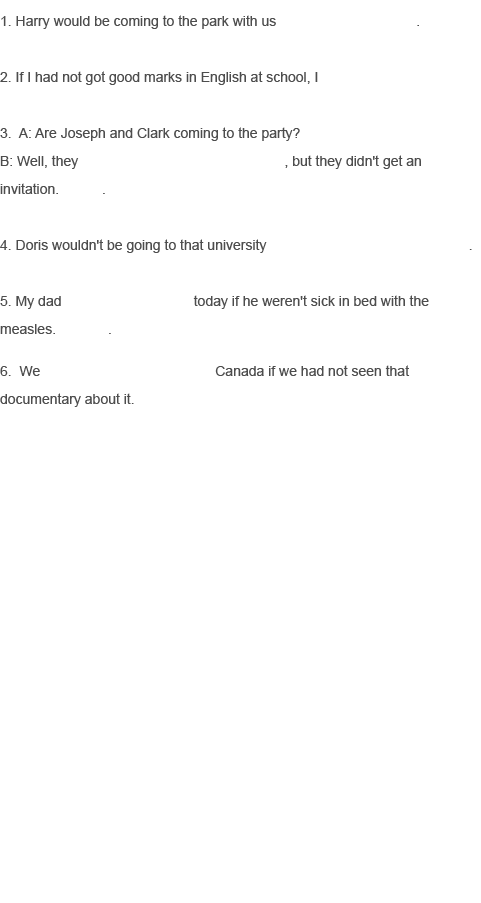 1. Harry would be coming to the park with us .
2. If I had not got good marks in English at school, I
3. A: Are Joseph and Clark coming to the party?
B: Well, they , but they didn't get an
invitation. .
4. Doris wouldn't be going to that university .
5. My dad today if he weren't sick in bed with the
measles. .
6. We Canada if we had not seen that
documentary about it.